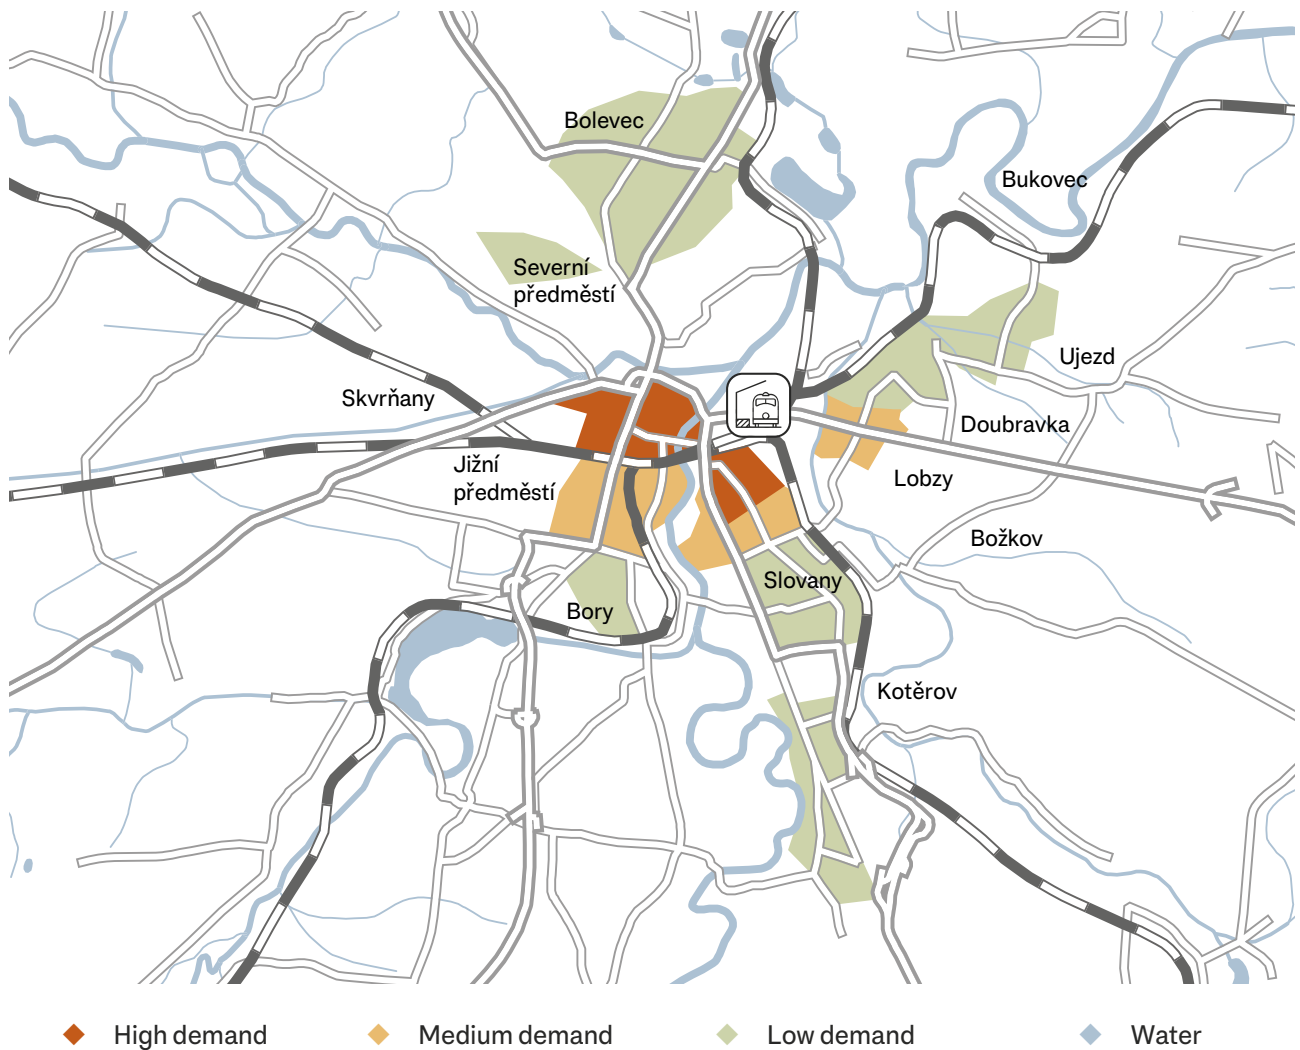 Bolevec
Bukovec
Severní
předměstí
Ujezd
Skvrňany
Doubravka
Jižní
předměstí
Lobzy
Božkov
Slovany
Bory
Kotěrov
High demand
Medium demand
Low demand
Water